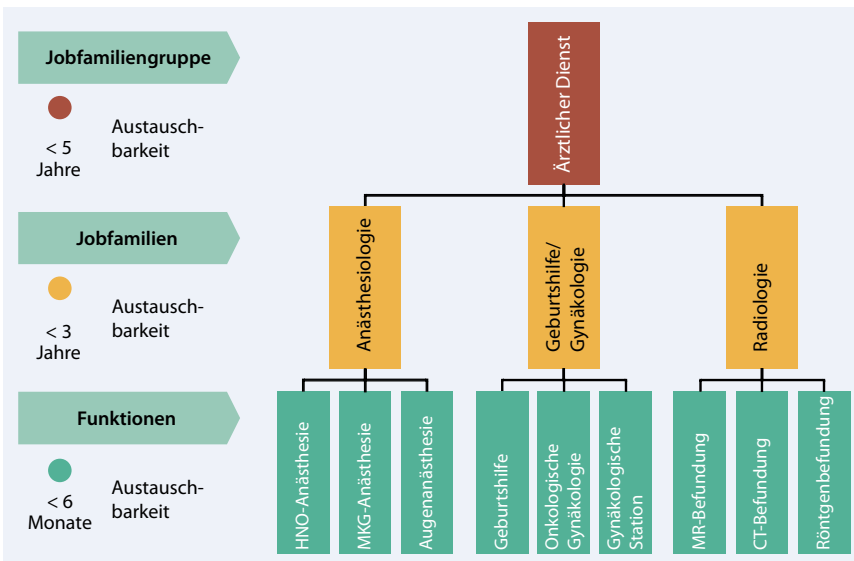 Jobfamiliengruppe
< 5
Jahre
Austausch-
barkeit
Jobfamilien
< 3
Jahre
Austausch-
barkeit
Funktionen
< 6
Monate
Austausch-
barkeit
Ärztlicher Dienst
Anästhesiologie
Geburtshilfe/
Gynäkologie
Radiologie
HNO-Anästhesie
MKG-Anästhesie
Augenanästhesie
Geburtshilfe
Onkologische
Gynäkologie
Gynäkologische
Station
MR-Befundung
CT-Befundung
Röntgenbefundung